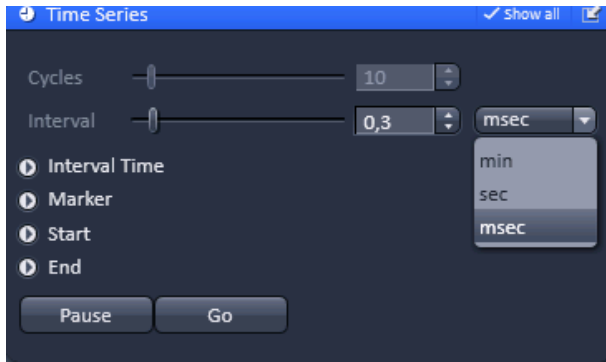 Time Series Show all
Cycles 10
Interval 0,3 msec
min
sec
msec
Interval Time
Marker
Start
End
Pause Go